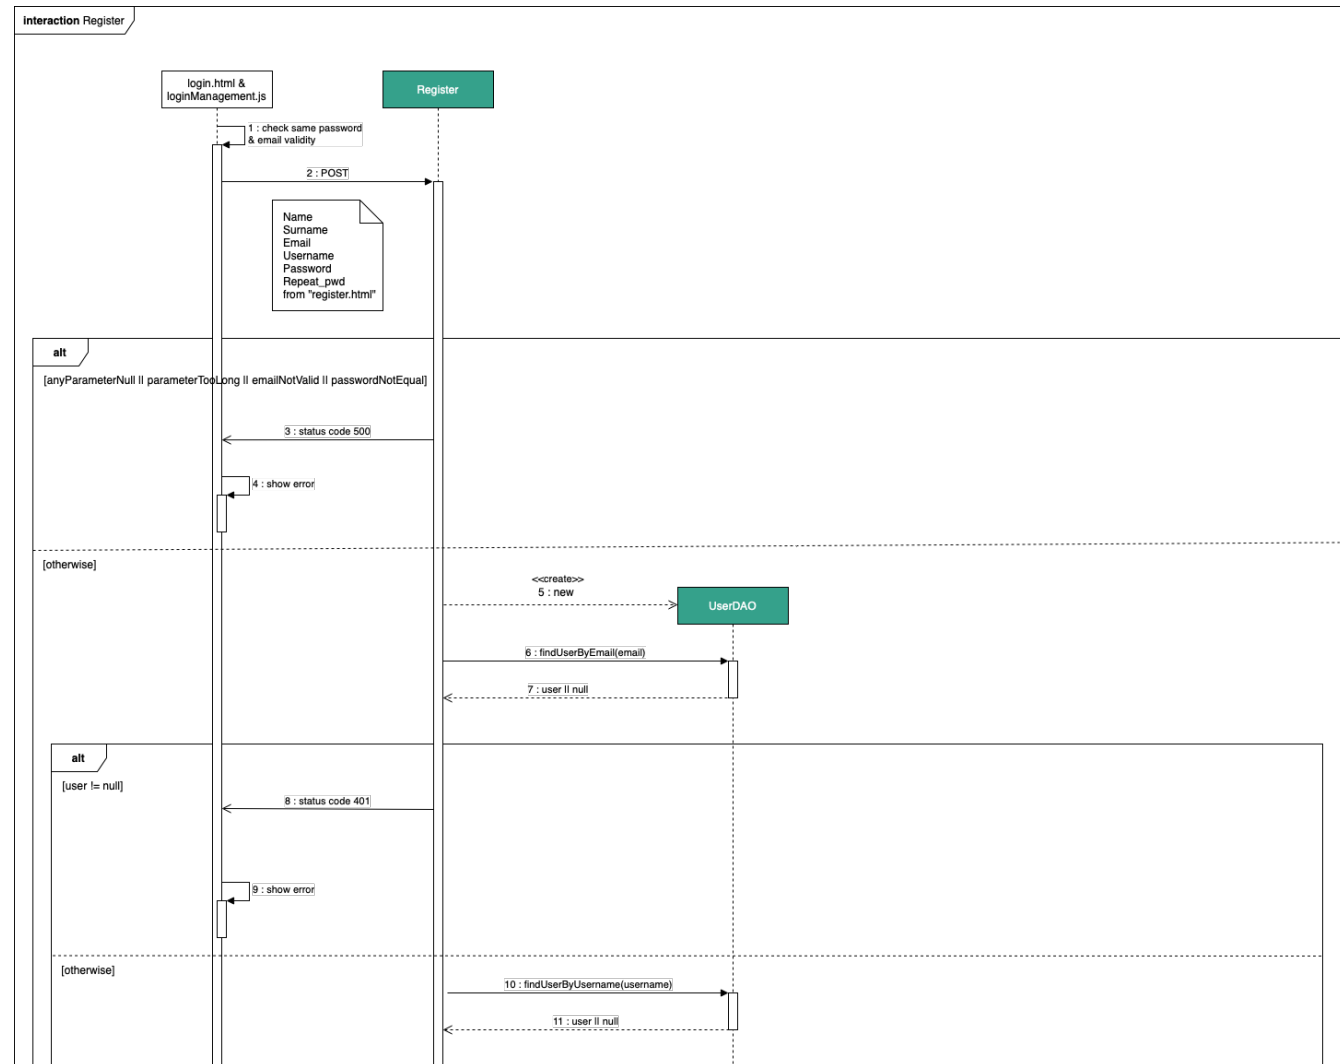 interaction Register
login.html &
loginManagement.js
Register
1 : check same password
& email validity
2 : POST
Name
Surname
Email
Username
Password
Repeat_pwd
from "register.html"
alt
[anyParameterNull || parameterTooLong || emailNotValid || passwordNotEqual]
3 : status code 500
4 : show error
[otherwise]
<<create>>
5 : new
UserDAO
6 : findUserByEmail(email)
7 : user || null
alt
[user != null]
8 : status code 401
9 : show error
[otherwise]
10 : findUserByUsername(username)
11 : user || null